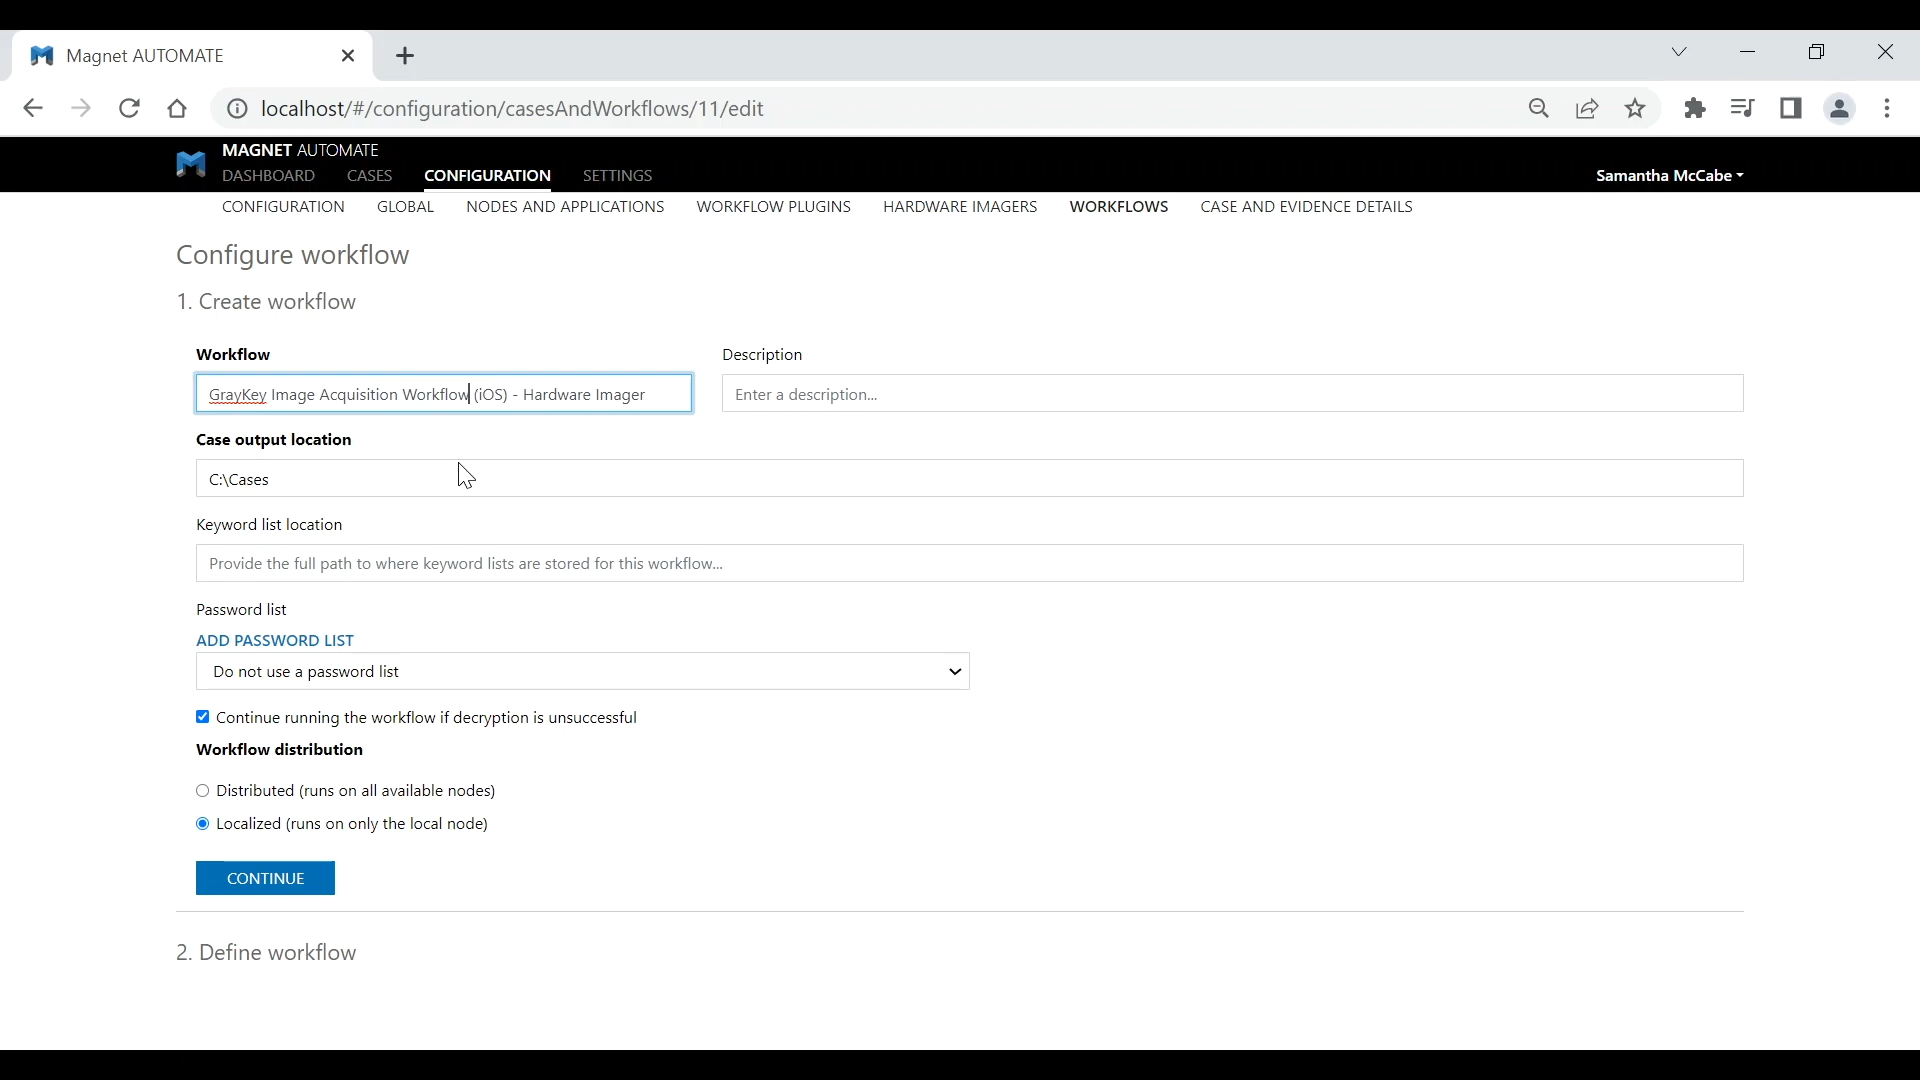 Magnet AUTOMATE
localhost/#/configuration/casesAndWorkflows/11/edit
MAGNET AUTOMATE
DASHBOARD CASES CONFIGURATION SETTINGS Samantha McCabe
CONFIGURATION GLOBAL NODES AND APPLICATIONS WORKFLOW PLUGINS HARDWARE IMAGERS WORKFLOWS CASE AND EVIDENCE DETAILS
Configure workflow
1. Create workflow
Workflow Description
GrayKey Image Acquisition Workflow (iOS) - Hardware Imager Enter a description...
Case output location
C:\Cases
Keyword list location
Provide the full path to where keyword lists are stored for this workflow...
Password list
ADD PASSWORD LIST
Do not use a password list
Continue running the workflow if decryption is unsuccessful
Workflow distribution
Distributed (runs on all available nodes)
Localized (runs on only the local node)
CONTINUE
2. Define workflow